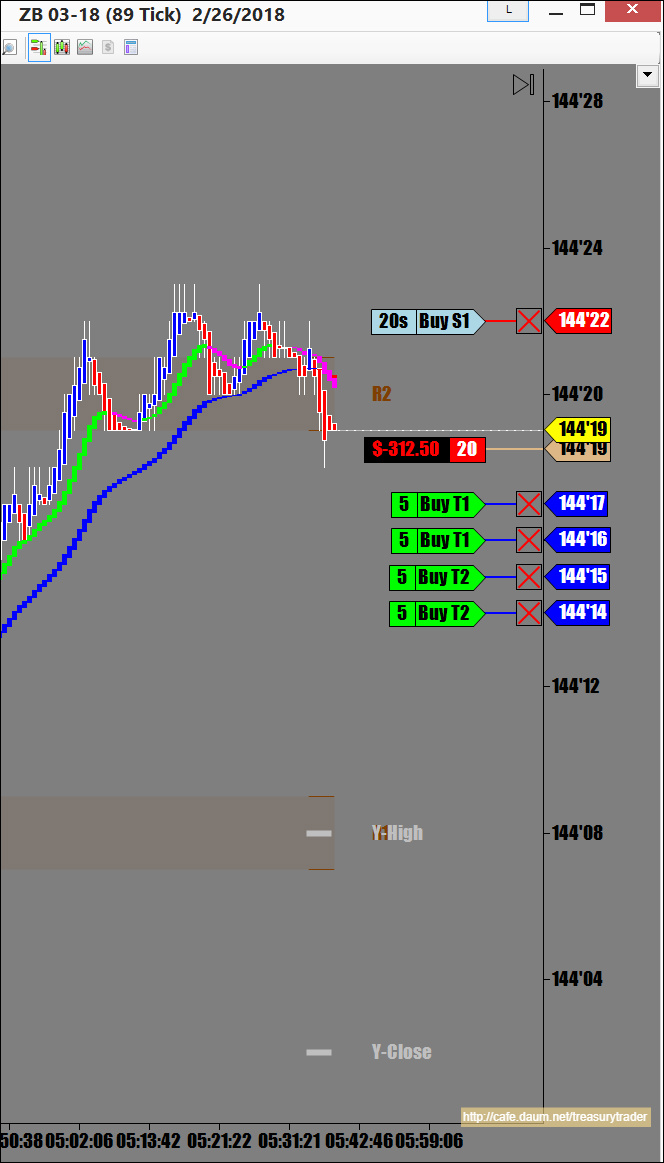 ZB 03-18 (89 Tick) 2/26/2018
L
144'28
144'24
20s Buy S1 144'22
R2 144'20
144'19
$-312.50 20 144'19
5 Buy T1 144'17
5 Buy T1 144'16
5 Buy T2 144'15
5 Buy T2 144'14
144'12
Y-High 144'08
144'04
Y-Close
http://cafe.daum.net/treasurytrader
50:38 05:02:06 05:13:42 05:21:22 05:31:21 05:42:46 05:59:06